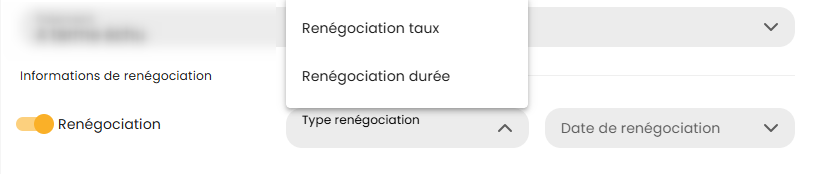 Renégociation taux
Renégociation durée
Informations de renégociation
Renégociation
Type renégociation
Date de renégociation